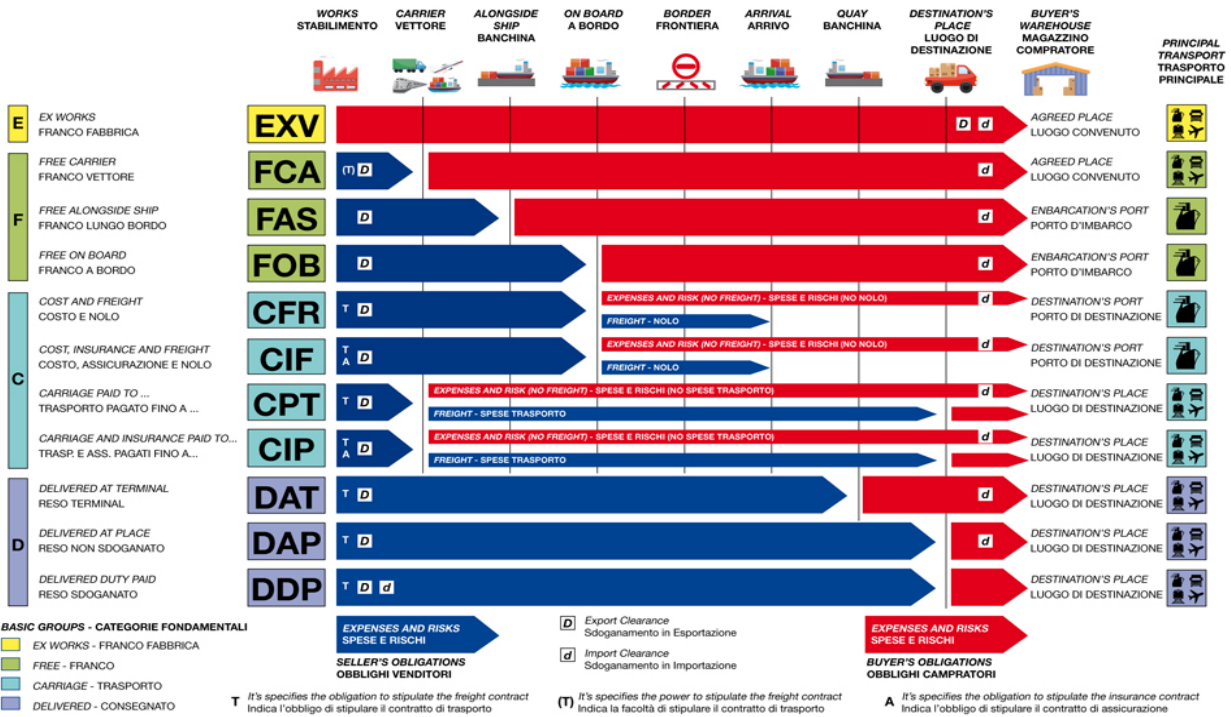 WORKS
STABILIMENTO
CARRIER
VETTORE
ALONGSIDE
SHIP
BANCHINA
ON BOARD
A BORDO
BORDER
FRONTIERA
ARRIVAL
ARRIVO
QUAY
BANCHINA
DESTINATION'S
PLACE
LUOGO DI
DESTINAZIONE
BUYER'S
WAREHOUSE
MAGAZZINO
COMPRATORE
PRINCIPAL
TRANSPORT
TRASPORTO
PRINCIPALE
E
EX WORKS
FRANCO FABBRICA
EXV
D d
AGREED PLACE
LUOGO CONVENUTO
F
FREE CARRIER
FRANCO VETTORE
FCA
(T) D
d
AGREED PLACE
LUOGO CONVENUTO
FREE ALONGSIDE SHIP
FRANCO LUNGO BORDO
FAS
D
d
ENBARCATION'S PORT
PORTO D'IMBARCO
FREE ON BOARD
FRANCO A BORDO
FOB
D
d
ENBARCATION'S PORT
PORTO D'IMBARCO
C
COST AND FREIGHT
COSTO E NOLO
CFR
T D
EXPENSES AND RISK (NO FREIGHT) - SPESE E RISCHI (NO NOLO)
d
FREIGHT - NOLO
DESTINATION'S PORT
PORTO DI DESTINAZIONE
COST, INSURANCE AND FREIGHT
COSTO, ASSICURAZIONE E NOLO
CIF
T
A
D
EXPENSES AND RISK (NO FREIGHT) - SPESE E RISCHI (NO NOLO)
d
FREIGHT - NOLO
DESTINATION'S PORT
PORTO DI DESTINAZIONE
CARRIAGE PAID TO ...
TRASPORTO PAGATO FINO A ...
CPT
T D
EXPENSES AND RISK (NO FREIGHT) - SPESE E RISCHI (NO SPESE TRASPORTO)
d
FREIGHT - SPESE TRASPORTO
DESTINATION'S PLACE
LUOGO DI DESTINAZIONE
CARRIAGE AND INSURANCE PAID TO...
TRASP. E ASS. PAGATI FINO A...
CIP
T
A
D
EXPENSES AND RISK (NO FREIGHT) - SPESE E RISCHI (NO SPESE TRASPORTO)
d
FREIGHT - SPESE TRASPORTO
DESTINATION'S PLACE
LUOGO DI DESTINAZIONE
D
DELIVERED AT TERMINAL
RESO TERMINAL
DAT
T D
d
DESTINATION'S PLACE
LUOGO DI DESTINAZIONE
DELIVERED AT PLACE
RESO NON SDOGANATO
DAP
T D
d
DESTINATION'S PLACE
LUOGO DI DESTINAZIONE
DELIVERED DUTY PAID
RESO SDOGANATO
DDP
T D d
DESTINATION'S PLACE
LUOGO DI DESTINAZIONE
BASIC GROUPS - CATEGORIE FONDAMENTALI
EX WORKS - FRANCO FABBRICA
FREE - FRANCO
CARRIAGE - TRASPORTO
DELIVERED - CONSEGNATO
EXPENSES AND RISKS
SPESE E RISCHI
SELLER'S OBLIGATIONS
OBBLIGHI VENDITORI
D Export Clearance
Sdoganamento in Esportazione
d Import Clearance
Sdoganamento in Importazione
EXPENSES AND RISKS
SPESE E RISCHI
BUYER'S OBLIGATIONS
OBBLIGHI CAMPRATORI
T It's specifies the obligation to stipulate the freight contract
Indica l'obbligo di stipulare il contratto di trasporto
(T) It's specifies the power to stipulate the freight contract
Indica la facoltà di stipulare il contratto di trasporto
A It's specifies the obligation to stipulate the insurance contract
Indica l'obbligo di stipulare il contratto di assicurazione